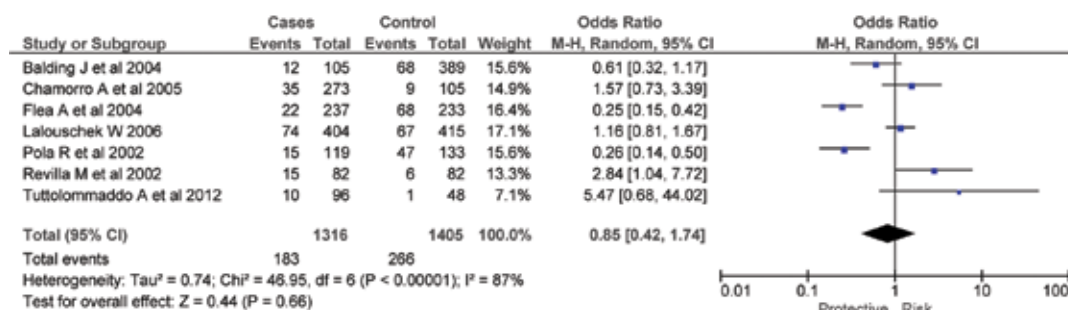 Cases Control Odds Ratio Odds Ratio
Study or Subgroup Events Total Events Total Weight M-H, Random, 95% CI M-H, Random, 95% CI
Balding J et al 2004 12 105 68 389 15.6% 0.61 [0.32, 1.17]
Chamorro A et al 2005 35 273 9 105 14.9% 1.57 [0.73, 3.39]
Flea A et al 2004 22 237 68 233 16.4% 0.25 [0.15, 0.42]
Lalouschek W 2006 74 404 67 415 17.1% 1.16 [0.81, 1.67]
Pola R et al 2002 15 119 47 133 15.6% 0.26 [0.14, 0.50]
Revilla M et al 2002 15 82 6 82 13.3% 2.84 [1.04, 7.72]
Tuttolommaddo A et al 2012 10 96 1 48 7.1% 5.47 [0.68, 44.02]
Total (95% CI) 1316 1405 100.0% 0.85 [0.42, 1.74]
Total events 183 266
Heterogeneity: Tau² = 0.74; Chi² = 46.95, df = 6 (P < 0.00001); I² = 87%
Test for overall effect: Z = 0.44 (P = 0.66)
0.01 0.1 1 10 100
Protective Risk